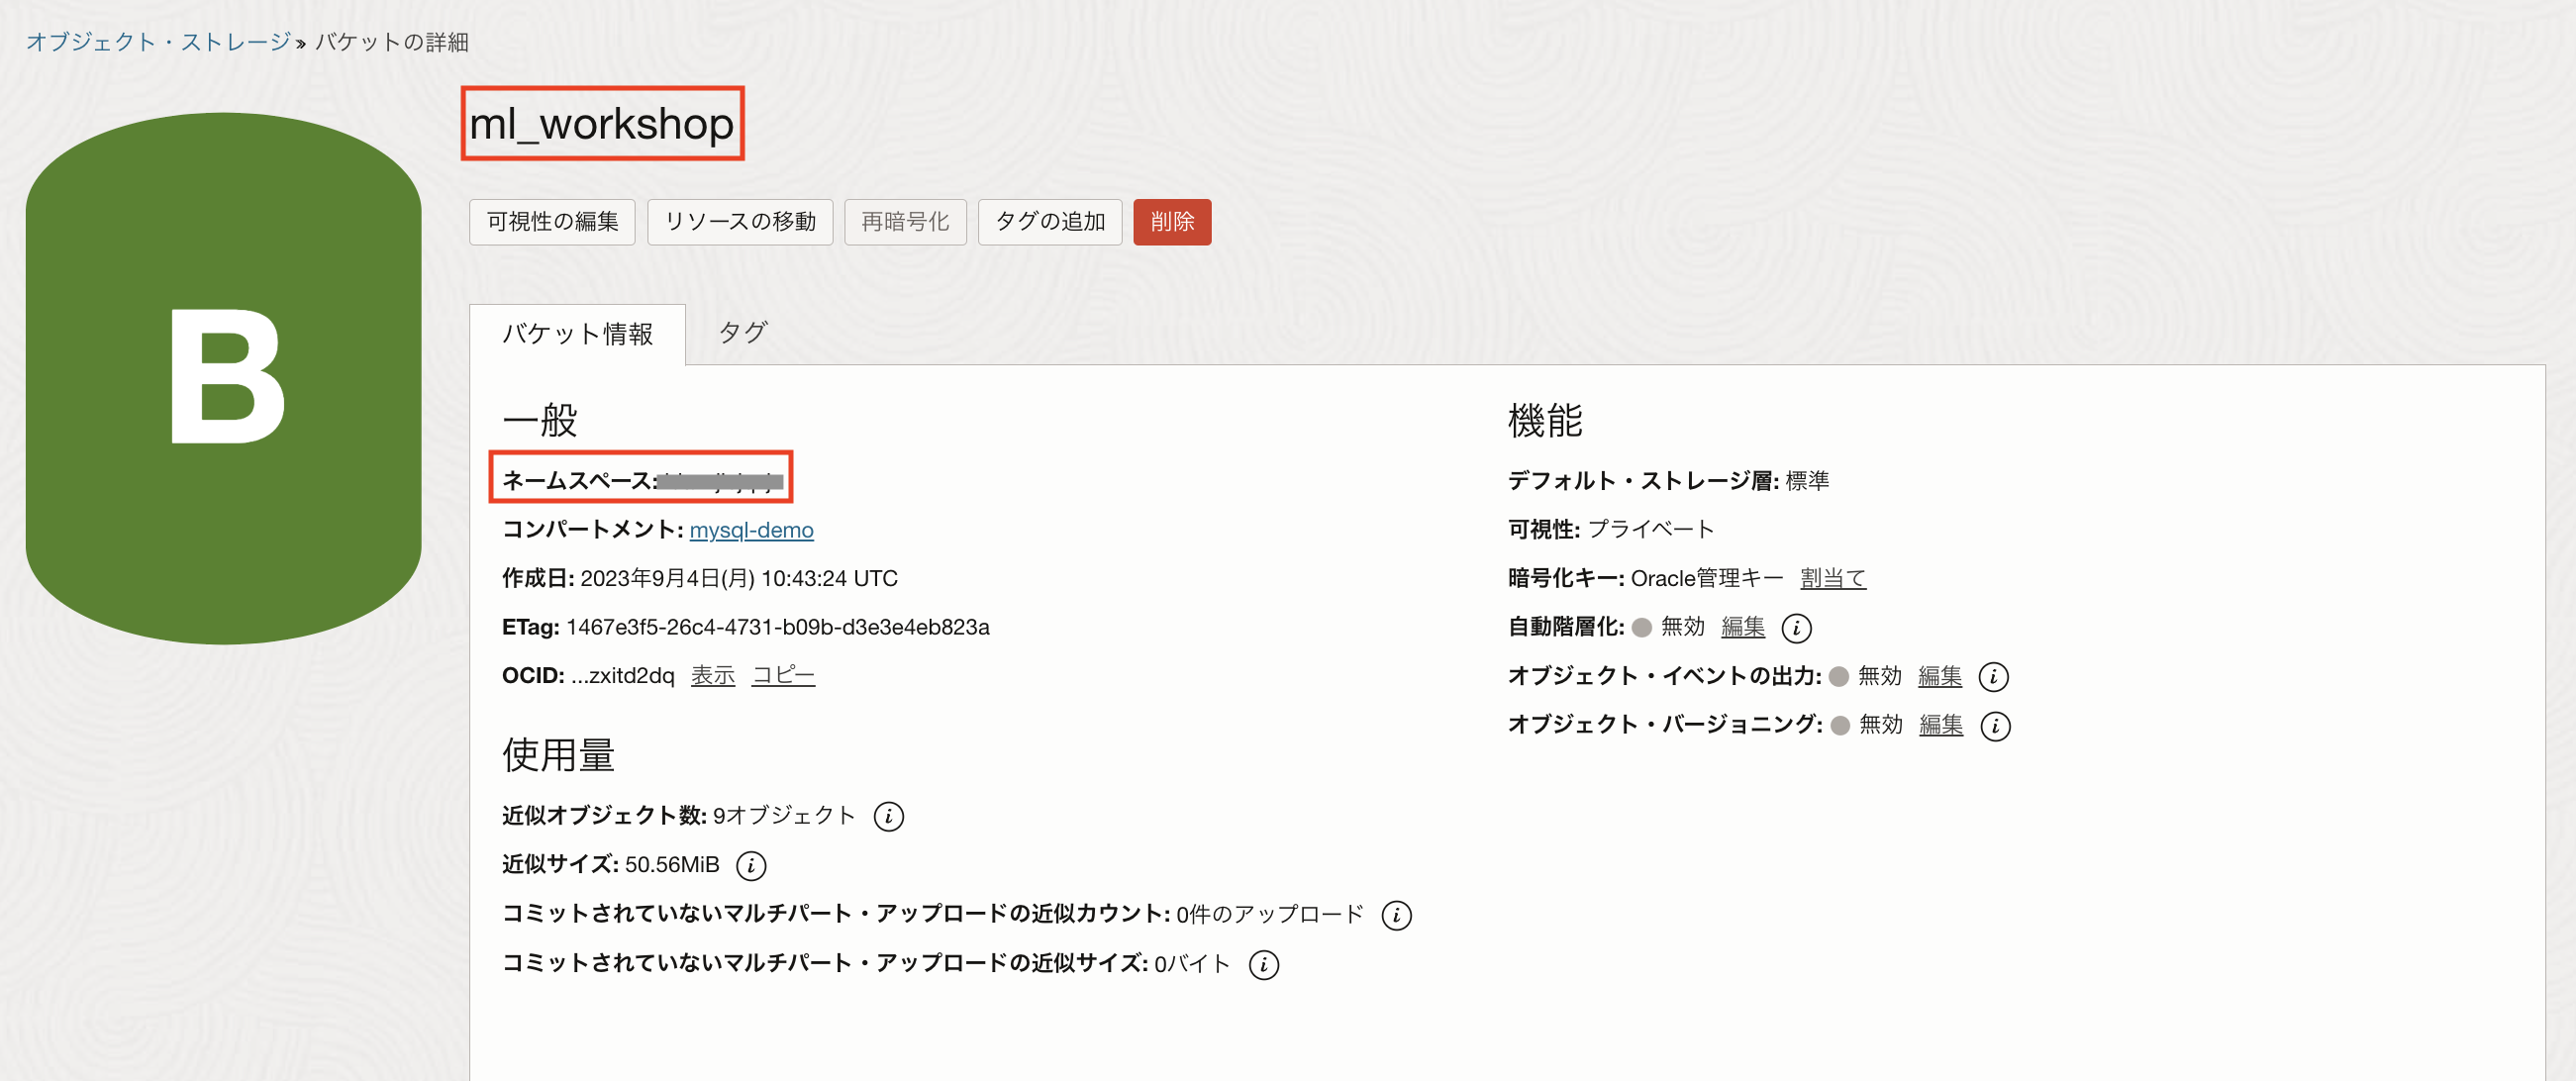 オブジェクト・ストレージ » バケットの詳細
B
ml_workshop
可視性の編集 リソースの移動 再暗号化 タグの追加 削除
バケット情報 タグ
一般
ネームスペース:
コンパートメント: mysql-demo
作成日: 2023年9月4日(月) 10:43:24 UTC
ETag: 1467e3f5-26c4-4731-b09b-d3e3e4eb823a
OCID: ...zxitd2dq 表示 コピー
使用量
近似オブジェクト数: 9オブジェクト i
近似サイズ: 50.56MiB i
コミットされていないマルチパート・アップロードの近似カウント: 0件のアップロード i
コミットされていないマルチパート・アップロードの近似サイズ: 0バイト i
機能
デフォルト・ストレージ層: 標準
可視性: プライベート
暗号化キー: Oracle管理キー 割当て
自動階層化: 無効 編集 i
オブジェクト・イベントの出力: 無効 編集 i
オブジェクト・バージョニング: 無効 編集 i